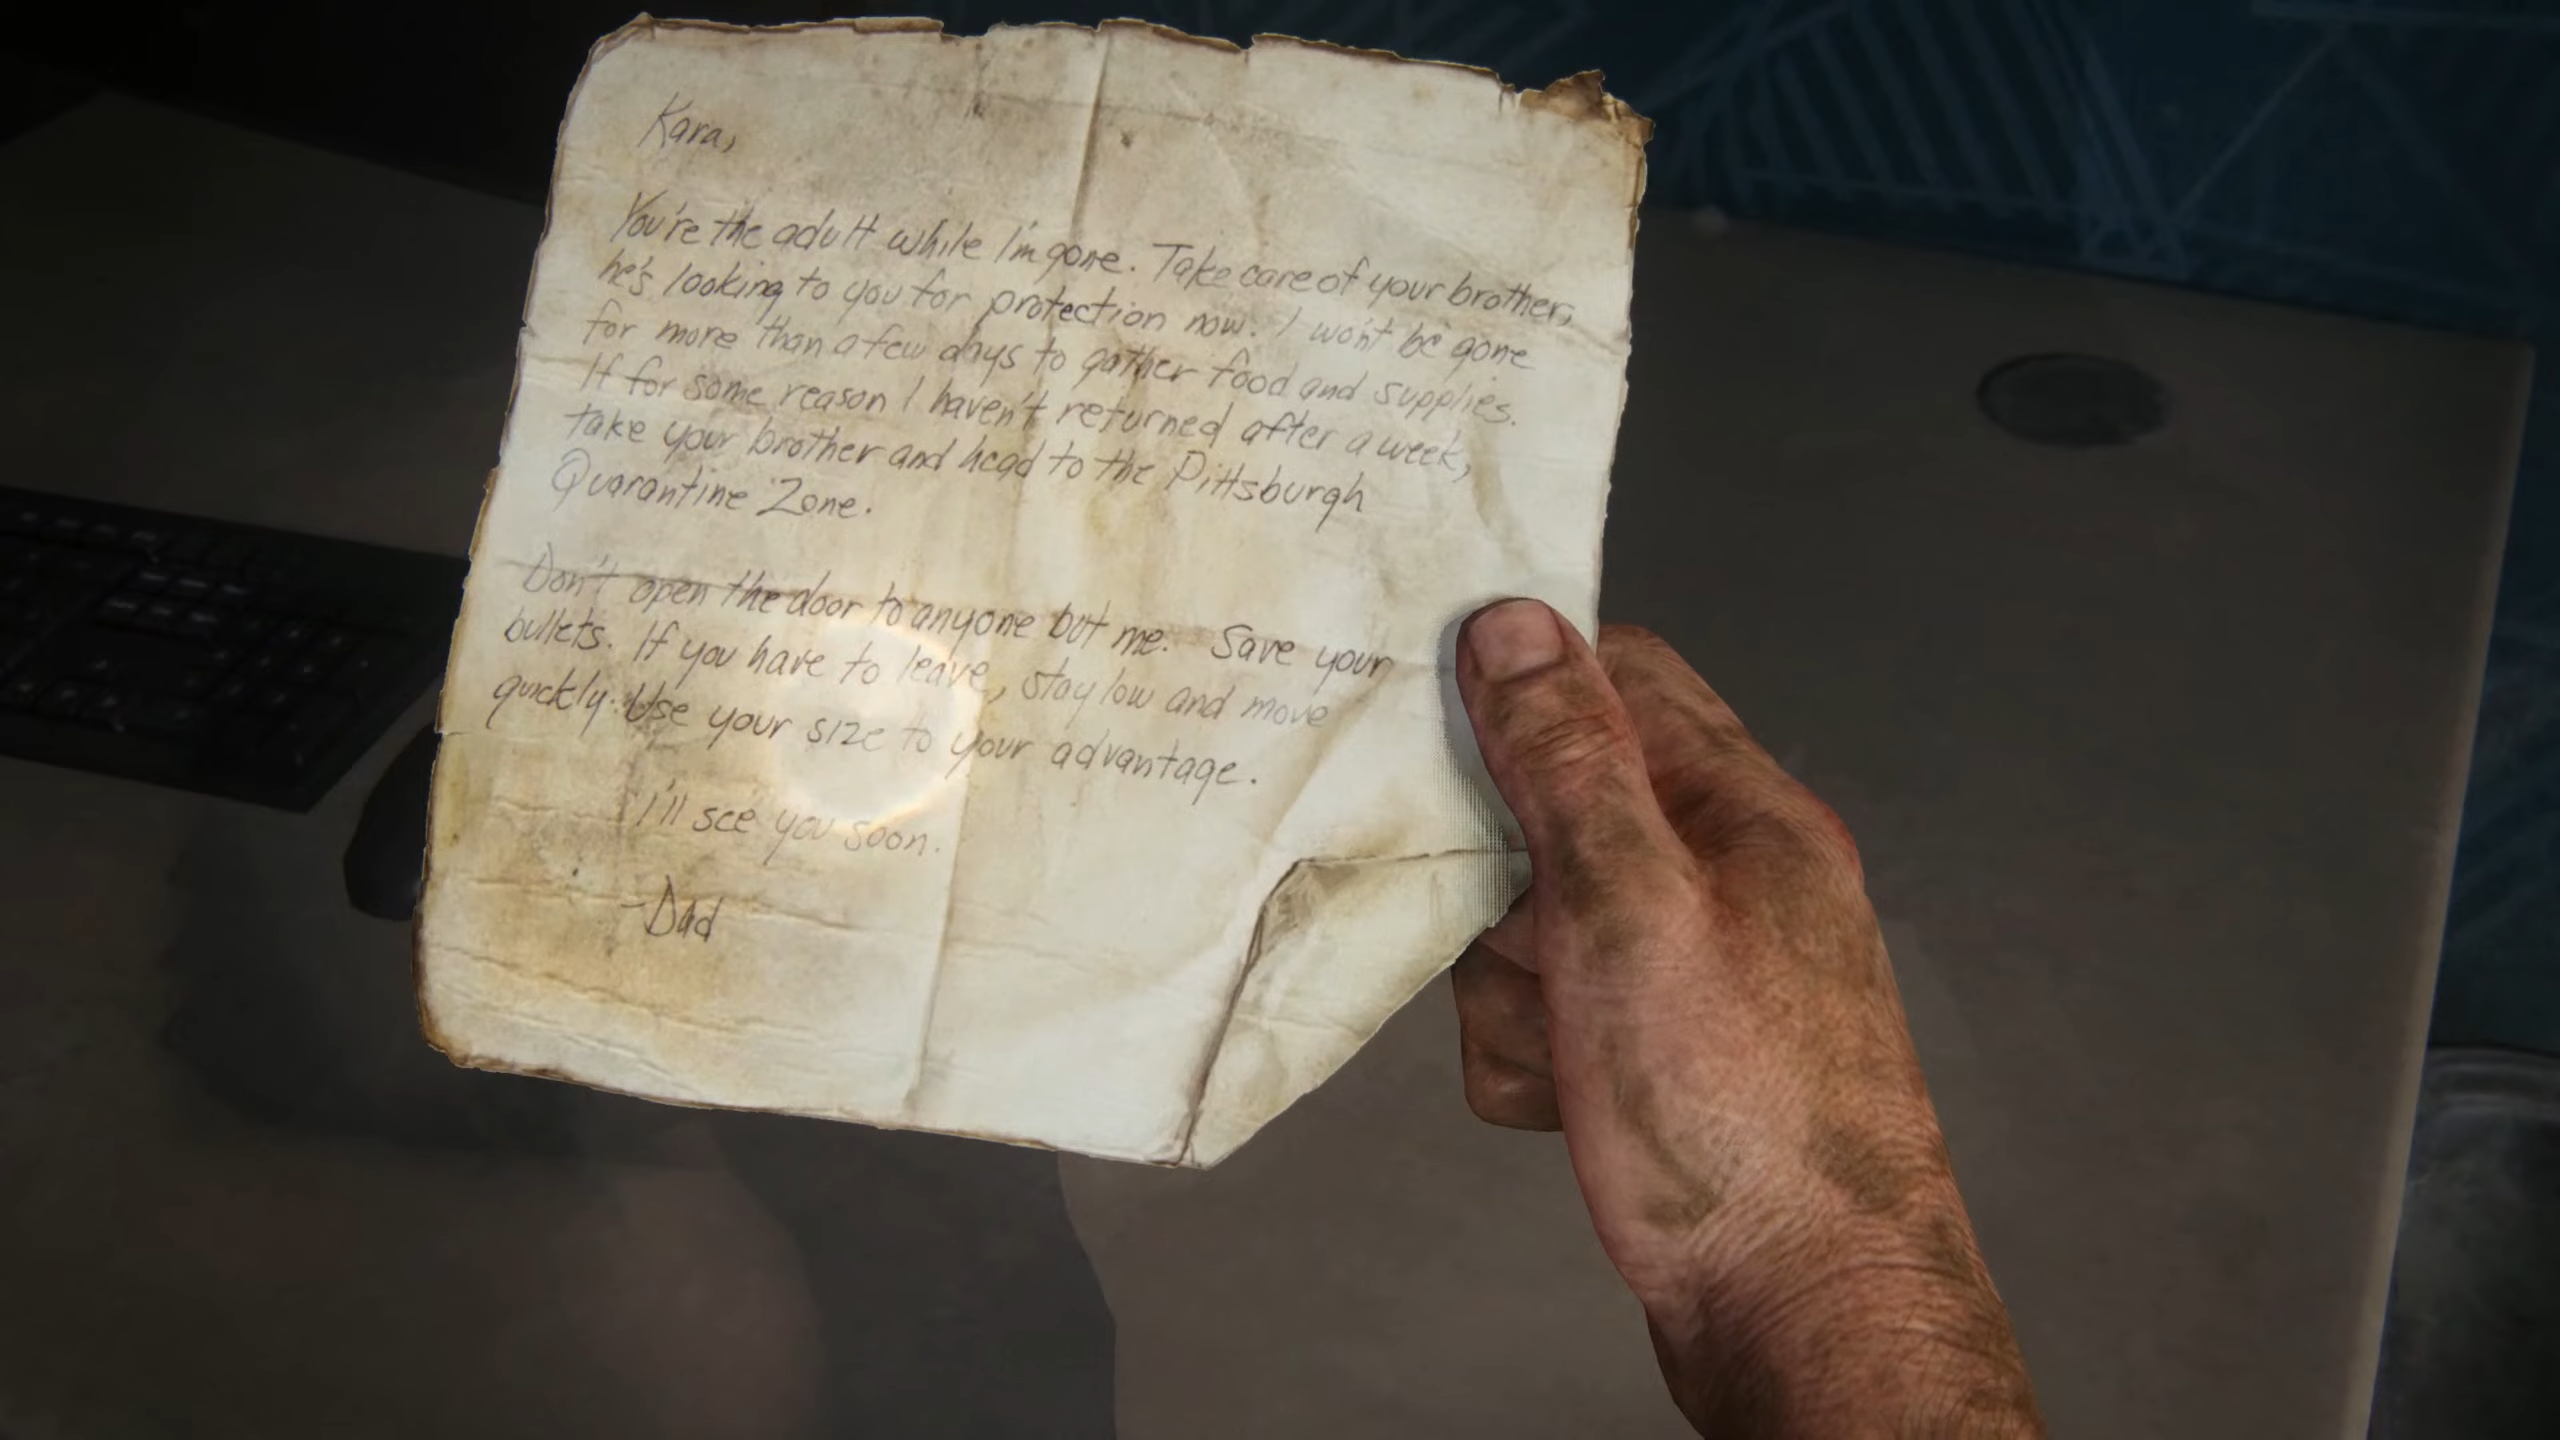 Kara,
You're the adult while I'm gone. Take care of your brother,
he's looking to you for protection now. I won't be gone
for more than a few days to gather food and supplies.
If for some reason I haven't returned after a week,
take your brother and head to the Pittsburgh
Quarantine Zone.
Don't open the door to anyone but me. Save your
bullets. If you have to leave, stay low and move
quickly. Use your size to your advantage.
I'll see you soon.
-Dad